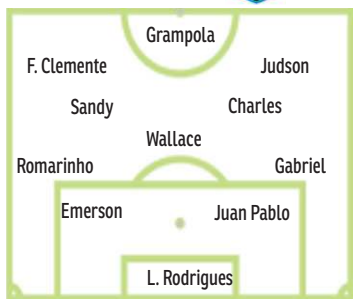 Grampola
F. Clemente Judson
Sandy Charles
Wallace
Romarinho Gabriel
Emerson Juan Pablo
L. Rodrigues